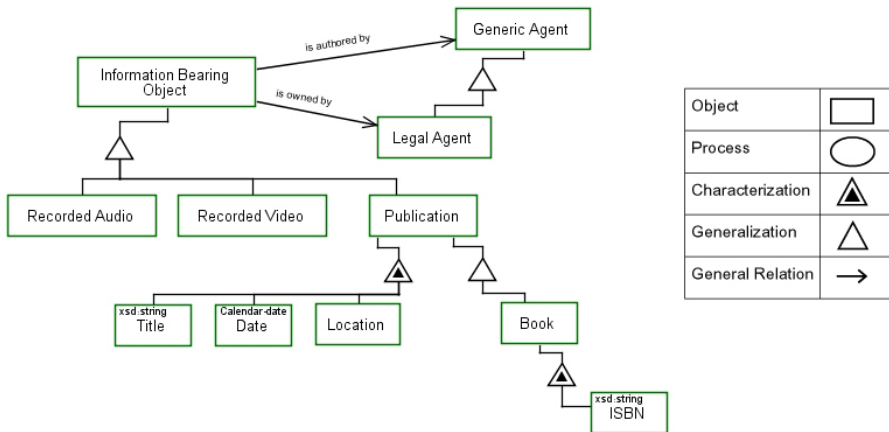 Generic Agent
is authored by
Information Bearing
Object
is owned by
Legal Agent
Recorded Audio
Recorded Video
Publication
xsd:string
Title
Calendar-date
Date
Location
Book
xsd:string
ISBN
Object
Process
Characterization
Generalization
General Relation